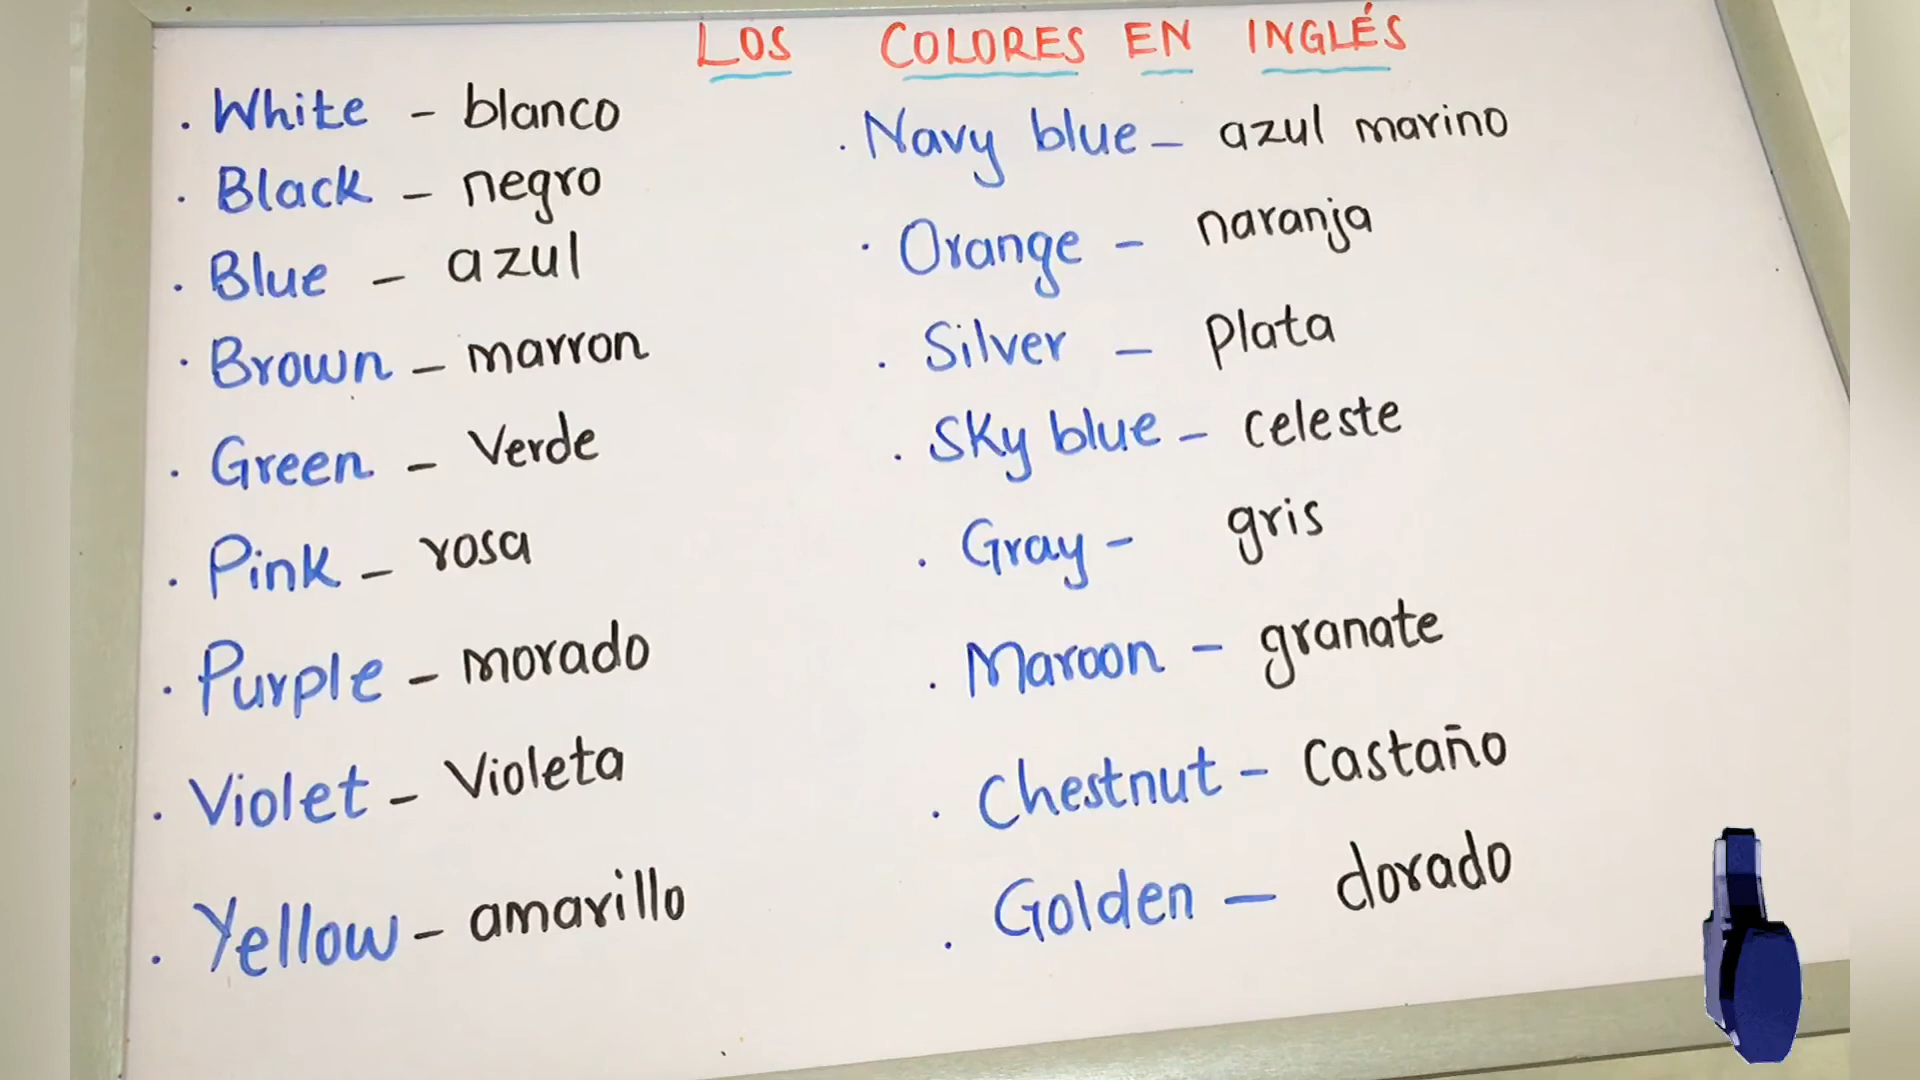 LOS COLORES EN INGLÉS
. White - blanco
. Black - negro
. Blue - azul
. Brown - marron
. Green - Verde
. Pink - rosa
. Purple - morado
. Violet - Violeta
. Yellow - amarillo
. Navy blue - azul marino
. Orange - naranja
. Silver - Plata
. Sky blue - celeste
. Gray - gris
. Maroon - granate
. Chestnut - Castaño
. Golden - dorado